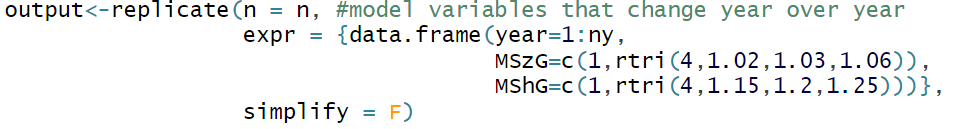 output<-replicate(n = n, #model variables that change year over year
expr = {data.frame(year=1:ny,
MSzG=c(1,rtri(4,1.02,1.03,1.06)),
MShG=c(1,rtri(4,1.15,1.2,1.25)))},
simplify = F)